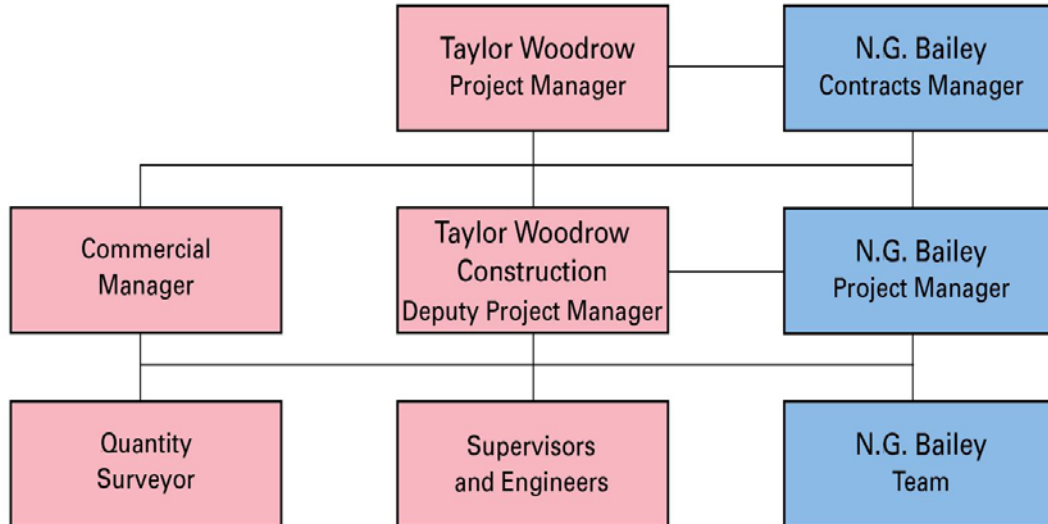 Taylor Woodrow
Project Manager
N.G. Bailey
Contracts Manager
Commercial
Manager
Taylor Woodrow
Construction
Deputy Project Manager
N.G. Bailey
Project Manager
Quantity
Surveyor
Supervisors
and Engineers
N.G. Bailey
Team